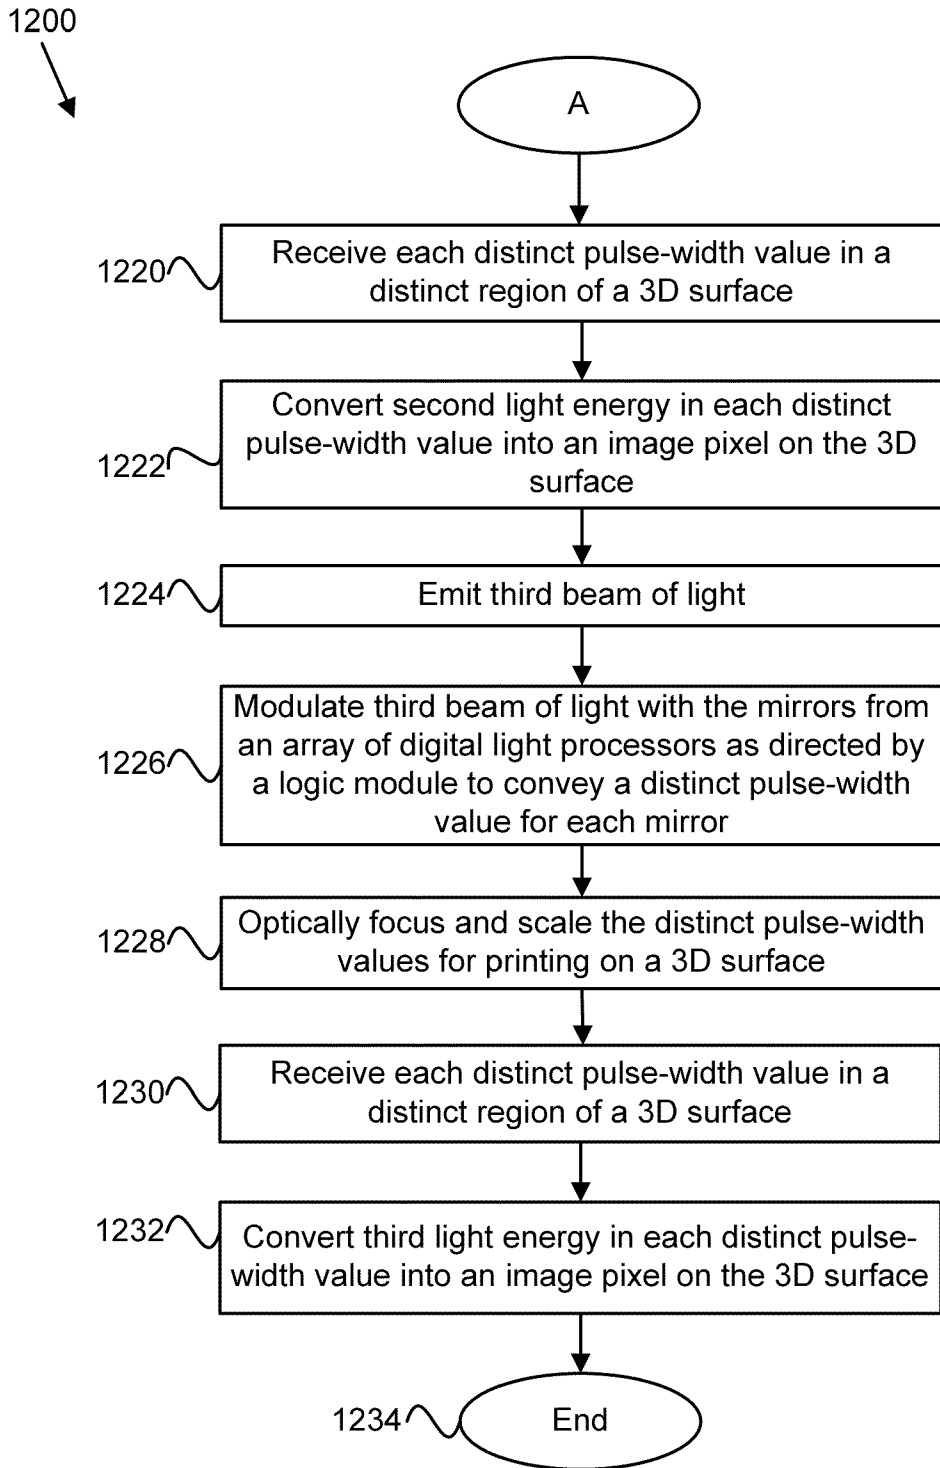 1200
A
1220
Receive each distinct pulse-width value in a
distinct region of a 3D surface
1222
Convert second light energy in each distinct
pulse-width value into an image pixel on the 3D
surface
1224
Emit third beam of light
1226
Modulate third beam of light with the mirrors from
an array of digital light processors as directed by
a logic module to convey a distinct pulse-width
value for each mirror
1228
Optically focus and scale the distinct pulse-width
values for printing on a 3D surface
1230
Receive each distinct pulse-width value in a
distinct region of a 3D surface
1232
Convert third light energy in each distinct pulse-
width value into an image pixel on the 3D surface
1234
End